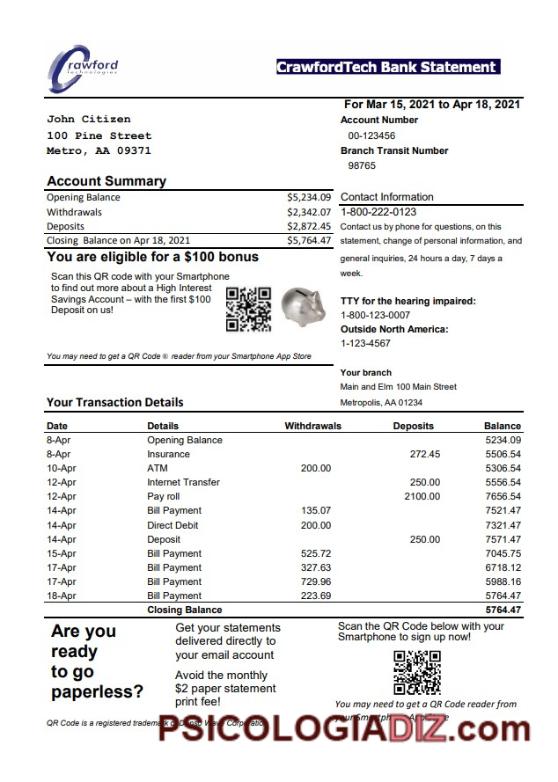 Crawford
Technologies
CrawfordTech Bank Statement
For Mar 15, 2021 to Apr 18, 2021
John Citizen
100 Pine Street
Metro, AA 09371
Account Number
00-123456
Branch Transit Number
98765
Account Summary
Opening Balance $5,234.09
Withdrawals $2,342.07
Deposits $2,872.45
Closing Balance on Apr 18, 2021 $5,764.47
Contact Information
1-800-222-0123
Contact us by phone for questions, on this
statement, change of personal information, and
general inquiries, 24 hours a day, 7 days a
week.
TTY for the hearing impaired:
1-800-123-0007
Outside North America:
1-123-4567
You are eligible for a $100 bonus
Scan this QR code with your Smartphone
to find out more about a High Interest
Savings Account – with the first $100
Deposit on us!
You may need to get a QR Code ® reader from your Smartphone App Store
Your branch
Main and Elm 100 Main Street
Metropolis, AA 01234
Your Transaction Details
Date Details Withdrawals Deposits Balance
8-Apr Opening Balance 5234.09
8-Apr Insurance 272.45 5506.54
10-Apr ATM 200.00 5306.54
12-Apr Internet Transfer 250.00 5556.54
12-Apr Pay roll 2100.00 7656.54
14-Apr Bill Payment 135.07 7521.47
14-Apr Direct Debit 200.00 7321.47
14-Apr Deposit 250.00 7571.47
15-Apr Bill Payment 525.72 7045.75
17-Apr Bill Payment 327.63 6718.12
17-Apr Bill Payment 729.96 5988.16
18-Apr Bill Payment 223.69 5764.47
Closing Balance 5764.47
Are you
ready
to go
paperless?
Get your statements
delivered directly to
your email account
Avoid the monthly
$2 paper statement
print fee!
Scan the QR Code below with your
Smartphone to sign up now!
You may need to get a QR Code reader from
your Smartphone App
QR Code is a registered trademark of Denso Wave Corporation
PSICOLOGIADIZ.com